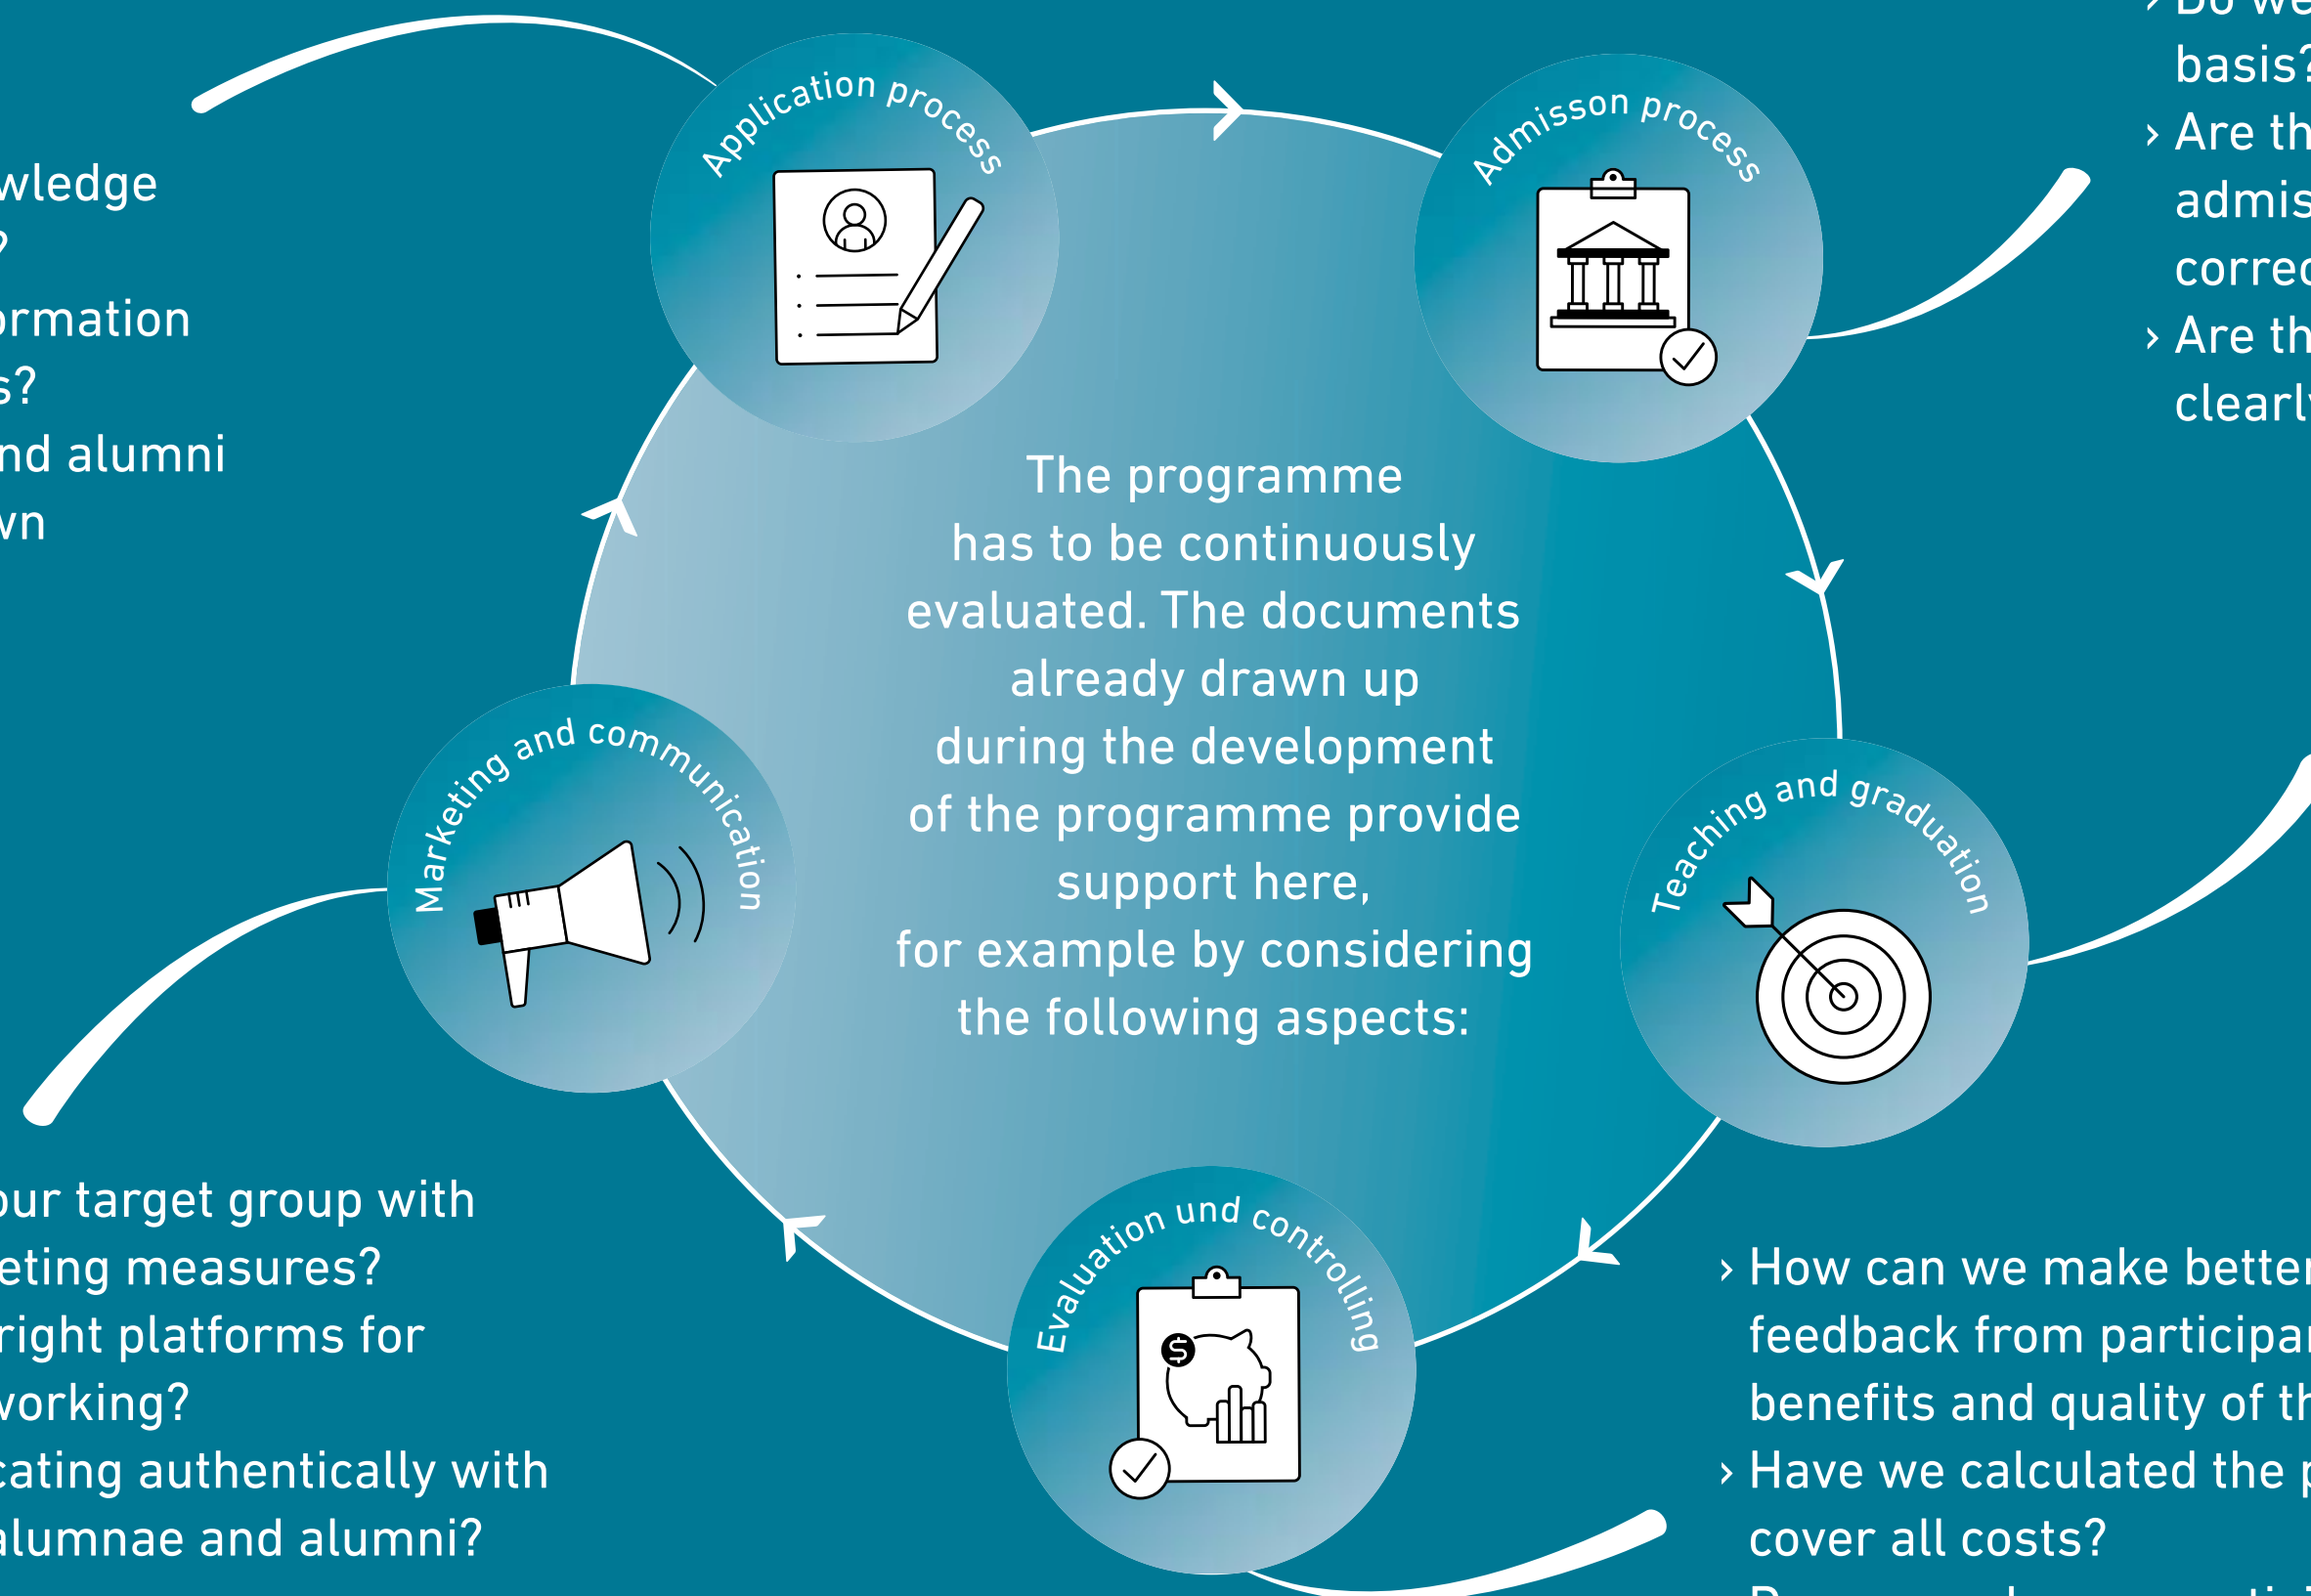 wledge
?
ormation
s?
nd alumni
wn
Application process
Admisson process
basis?
› Are th
admis
correc
› Are th
clearly
The programme
has to be continuously
evaluated. The documents
already drawn up
during the development
of the programme provide
support here,
for example by considering
the following aspects:
Marketing and communication
Teaching and graduation
Evaluation und controlling
$
our target group with
eting measures?
right platforms for
working?
cating authentically with
alumnae and alumni?
› How can we make better
feedback from participan
benefits and quality of th
› Have we calculated the p
cover all costs?